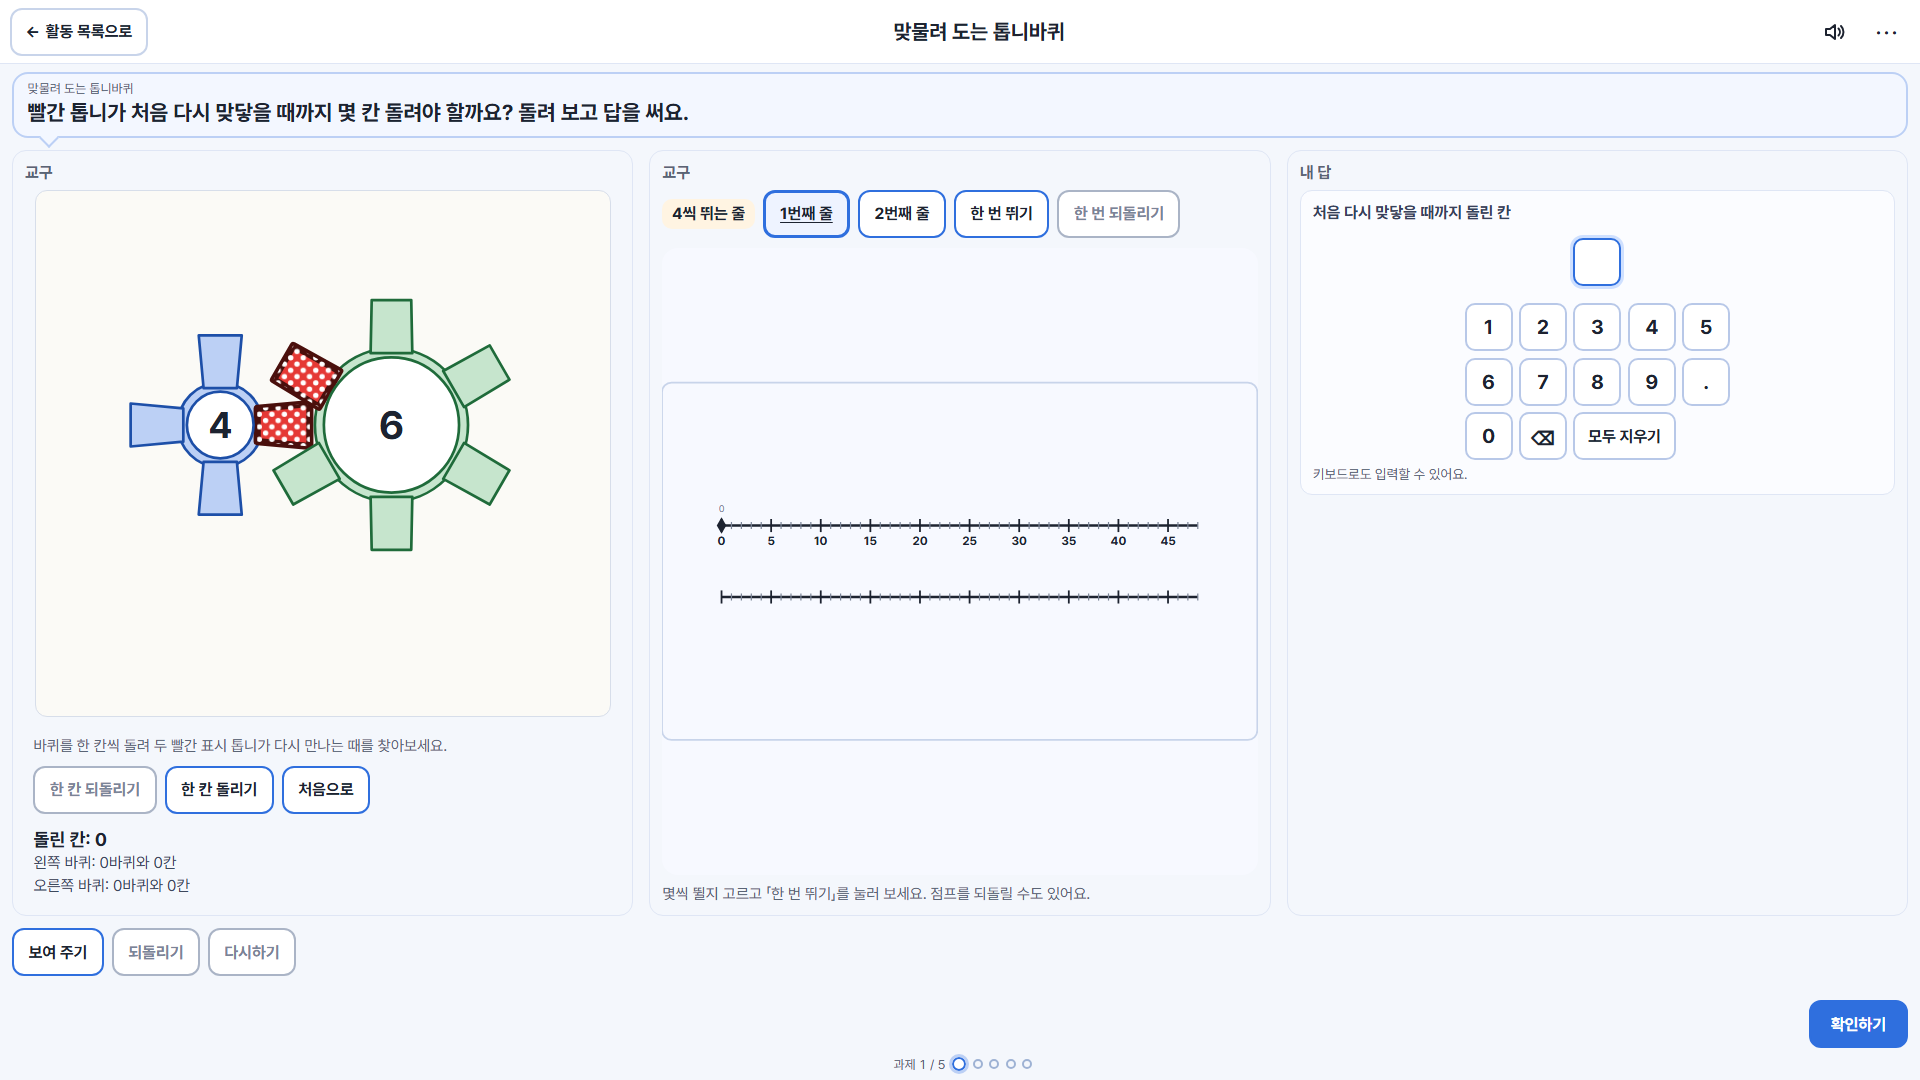 ← 활동 목록으로
맞물려 도는 톱니바퀴
맞물려 도는 톱니바퀴
빨간 톱니가 처음 다시 맞닿을 때까지 몇 칸 돌려야 할까요? 돌려 보고 답을 써요.
교구
4
6
바퀴를 한 칸씩 돌려 두 빨간 표시 톱니가 다시 만나는 때를 찾아보세요.
한 칸 되돌리기
한 칸 돌리기
처음으로
돌린 칸: 0
왼쪽 바퀴: 0바퀴와 0칸
오른쪽 바퀴: 0바퀴와 0칸
교구
4씩 뛰는 줄
1번째 줄
2번째 줄
한 번 뛰기
한 번 되돌리기
0
0 5 10 15 20 25 30 35 40 45
몇씩 뛸지 고르고 「한 번 뛰기」를 눌러 보세요. 점프를 되돌릴 수도 있어요.
내 답
처음 다시 맞닿을 때까지 돌린 칸
1 2 3 4 5
6 7 8 9 .
0 ⌫ 모두 지우기
키보드로도 입력할 수 있어요.
보여 주기
되돌리기
다시하기
확인하기
과제 1 / 5